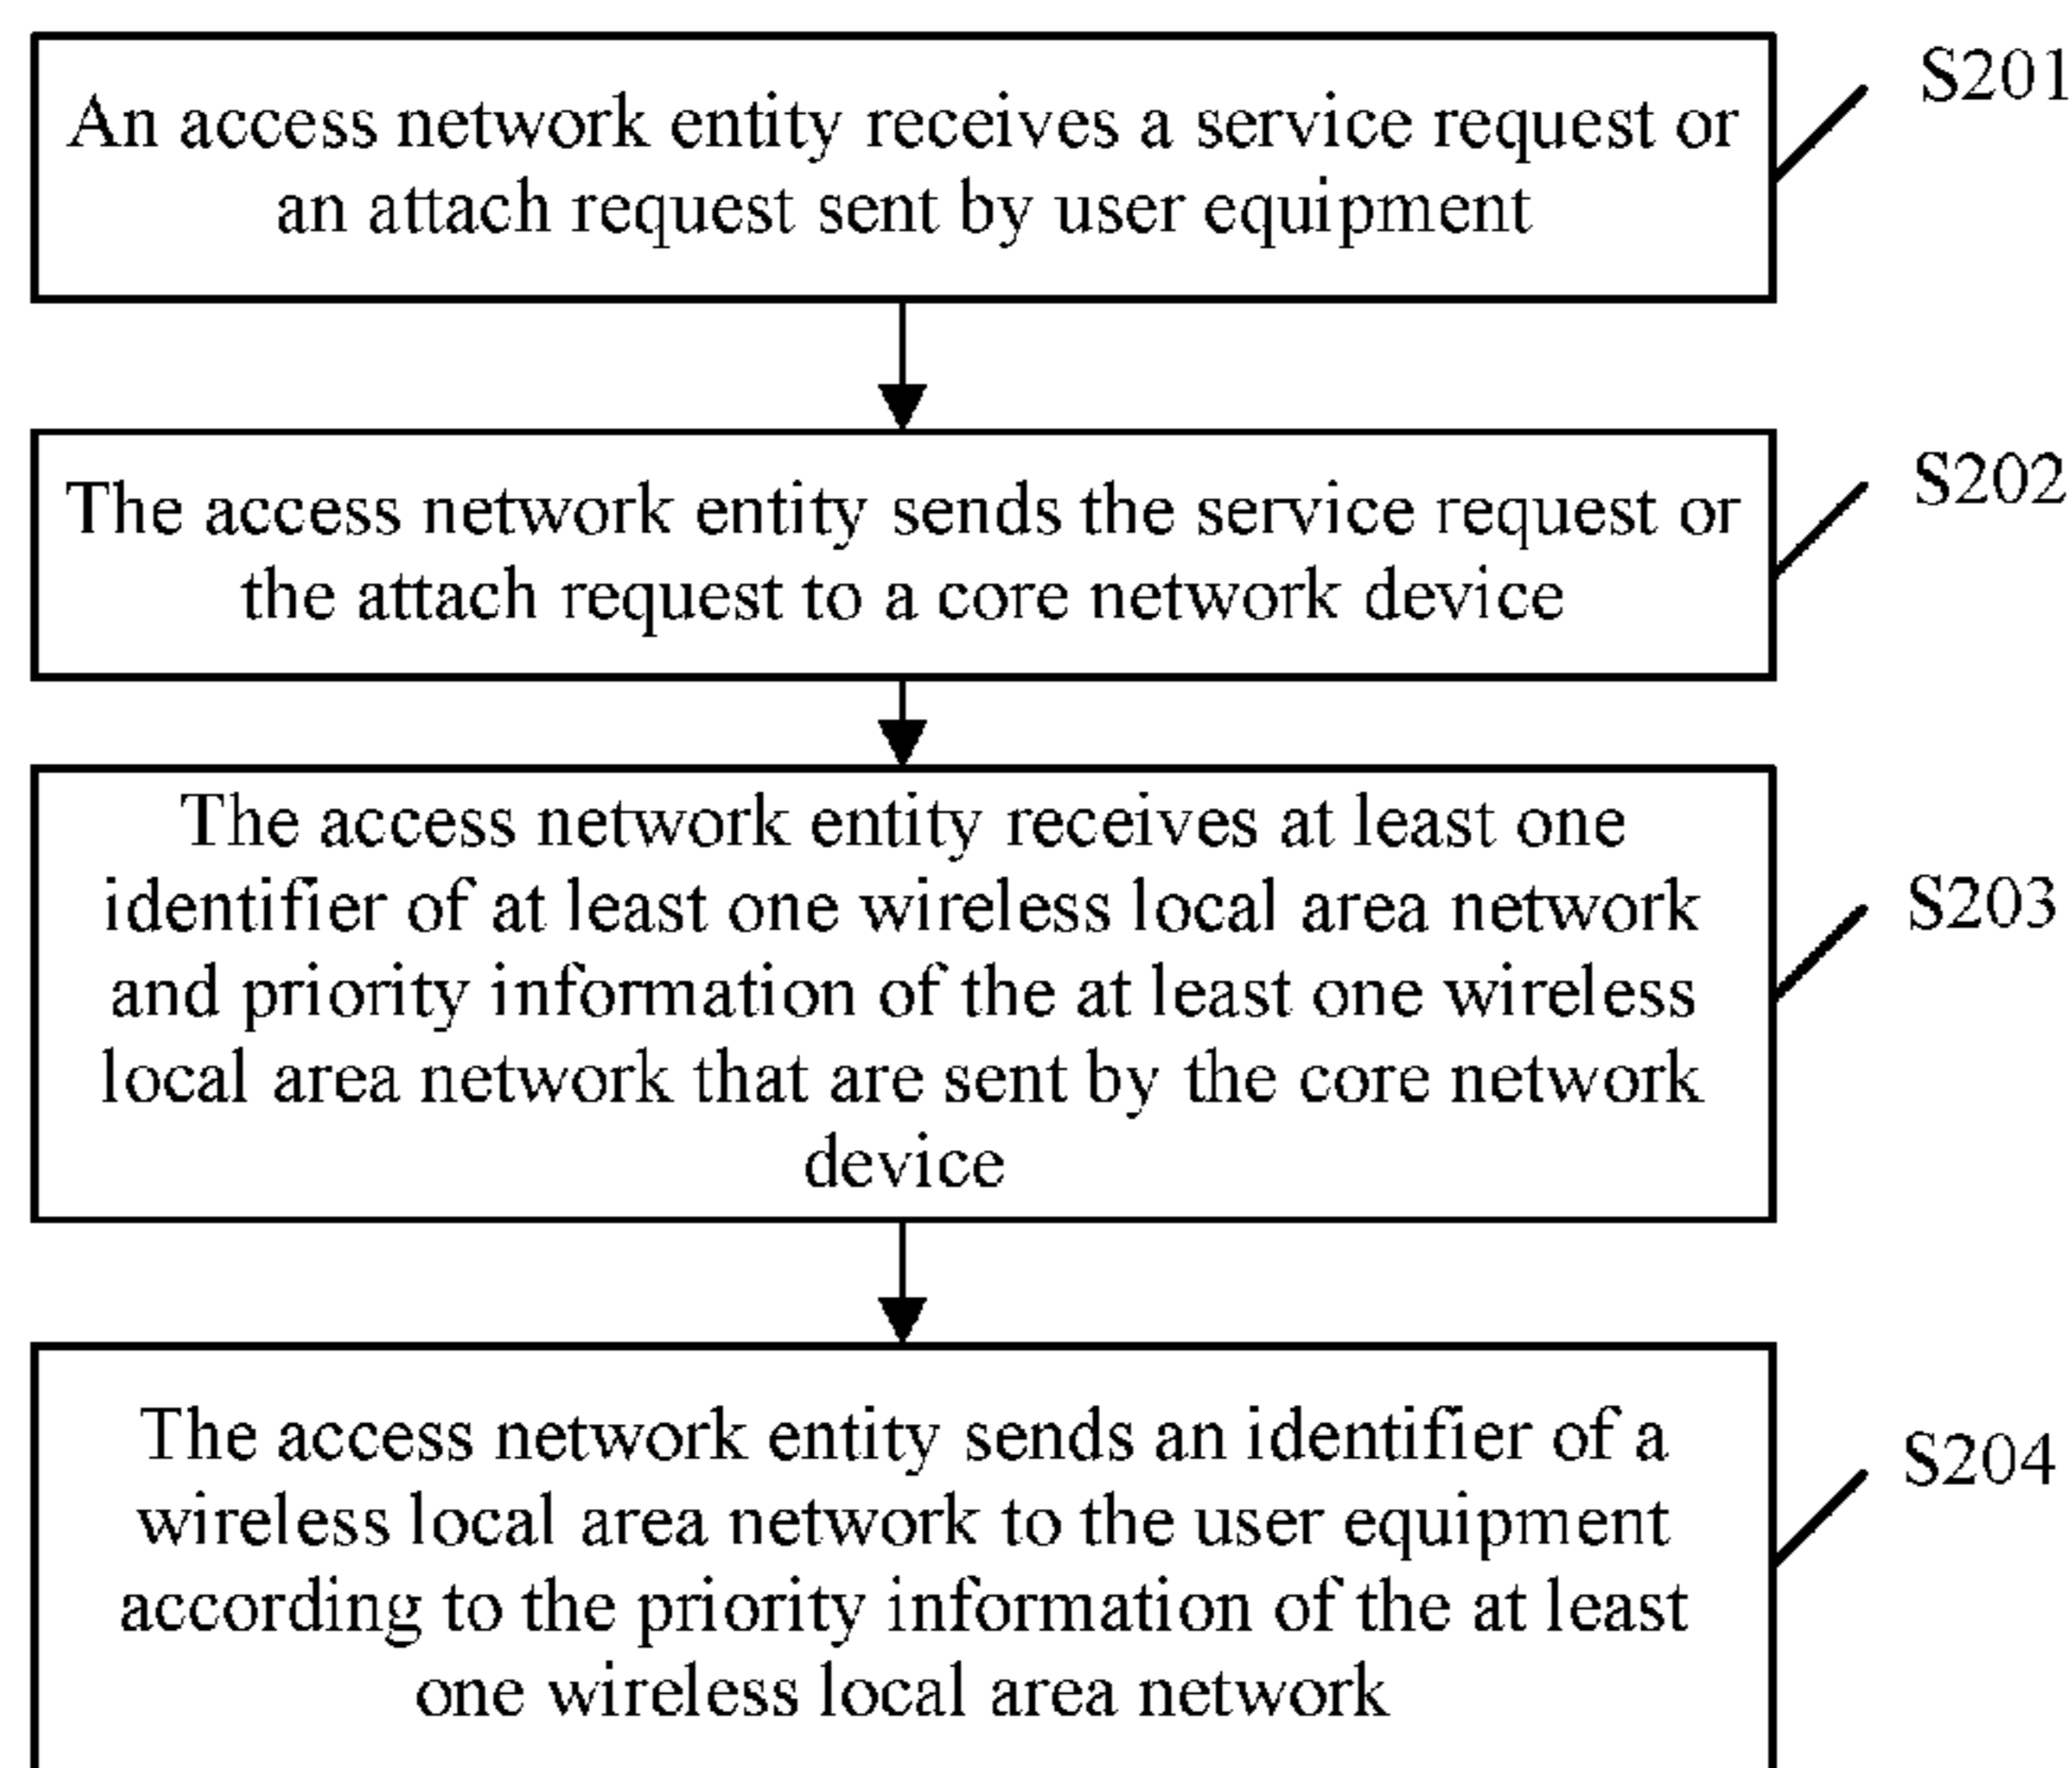 An access network entity receives a service request or
an attach request sent by user equipment
S201
The access network entity sends the service request or
the attach request to a core network device
S202
The access network entity receives at least one
identifier of at least one wireless local area network
and priority information of the at least one wireless
local area network that are sent by the core network
device
S203
The access network entity sends an identifier of a
wireless local area network to the user equipment
according to the priority information of the at least
one wireless local area network
S204